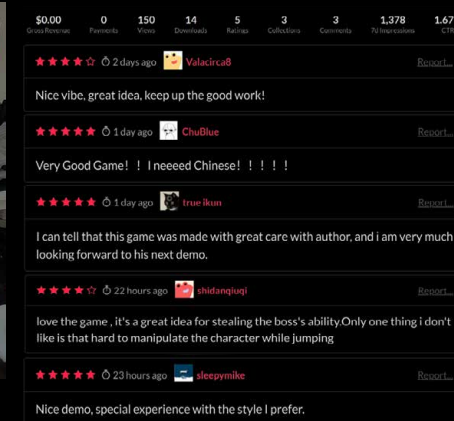 $0.00 0 150 14 5 3 3 1,378 1.67
Gross Revenue Payments Views Downloads Ratings Collections Comments 7d Impressions CTR
★★★★☆ 2 days ago Valacirca8 Report...
Nice vibe, great idea, keep up the good work!
★★★★★ 1 day ago ChuBlue Report...
Very Good Game！！ I neeeed Chinese！！！！！
★★★★★ 1 day ago true ikun Report...
I can tell that this game was made with great care with author, and i am very much
looking forward to his next demo.
★★★★☆ 22 hours ago shidanqiuqi Report...
love the game , it's a great idea for stealing the boss's ability.Only one thing i don't
like is that hard to manipulate the character while jumping
★★★★★ 23 hours ago sleepymike Report...
Nice demo, special experience with the style I prefer.